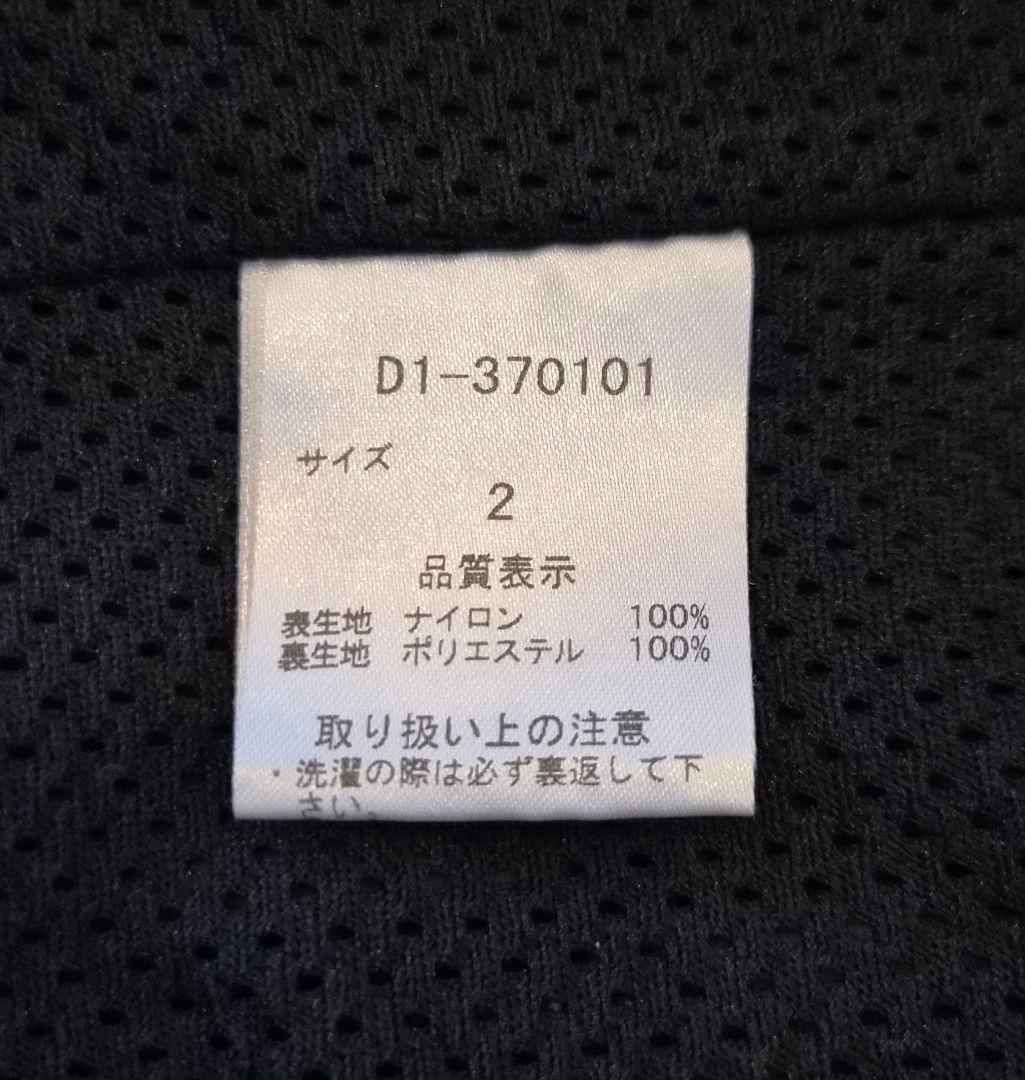 D1-370101
サイズ
2
品質表示
表生地 ナイロン 100%
裏生地 ポリエステル 100%
取り扱い上の注意
・洗濯の際は必ず裏返して下
さい。